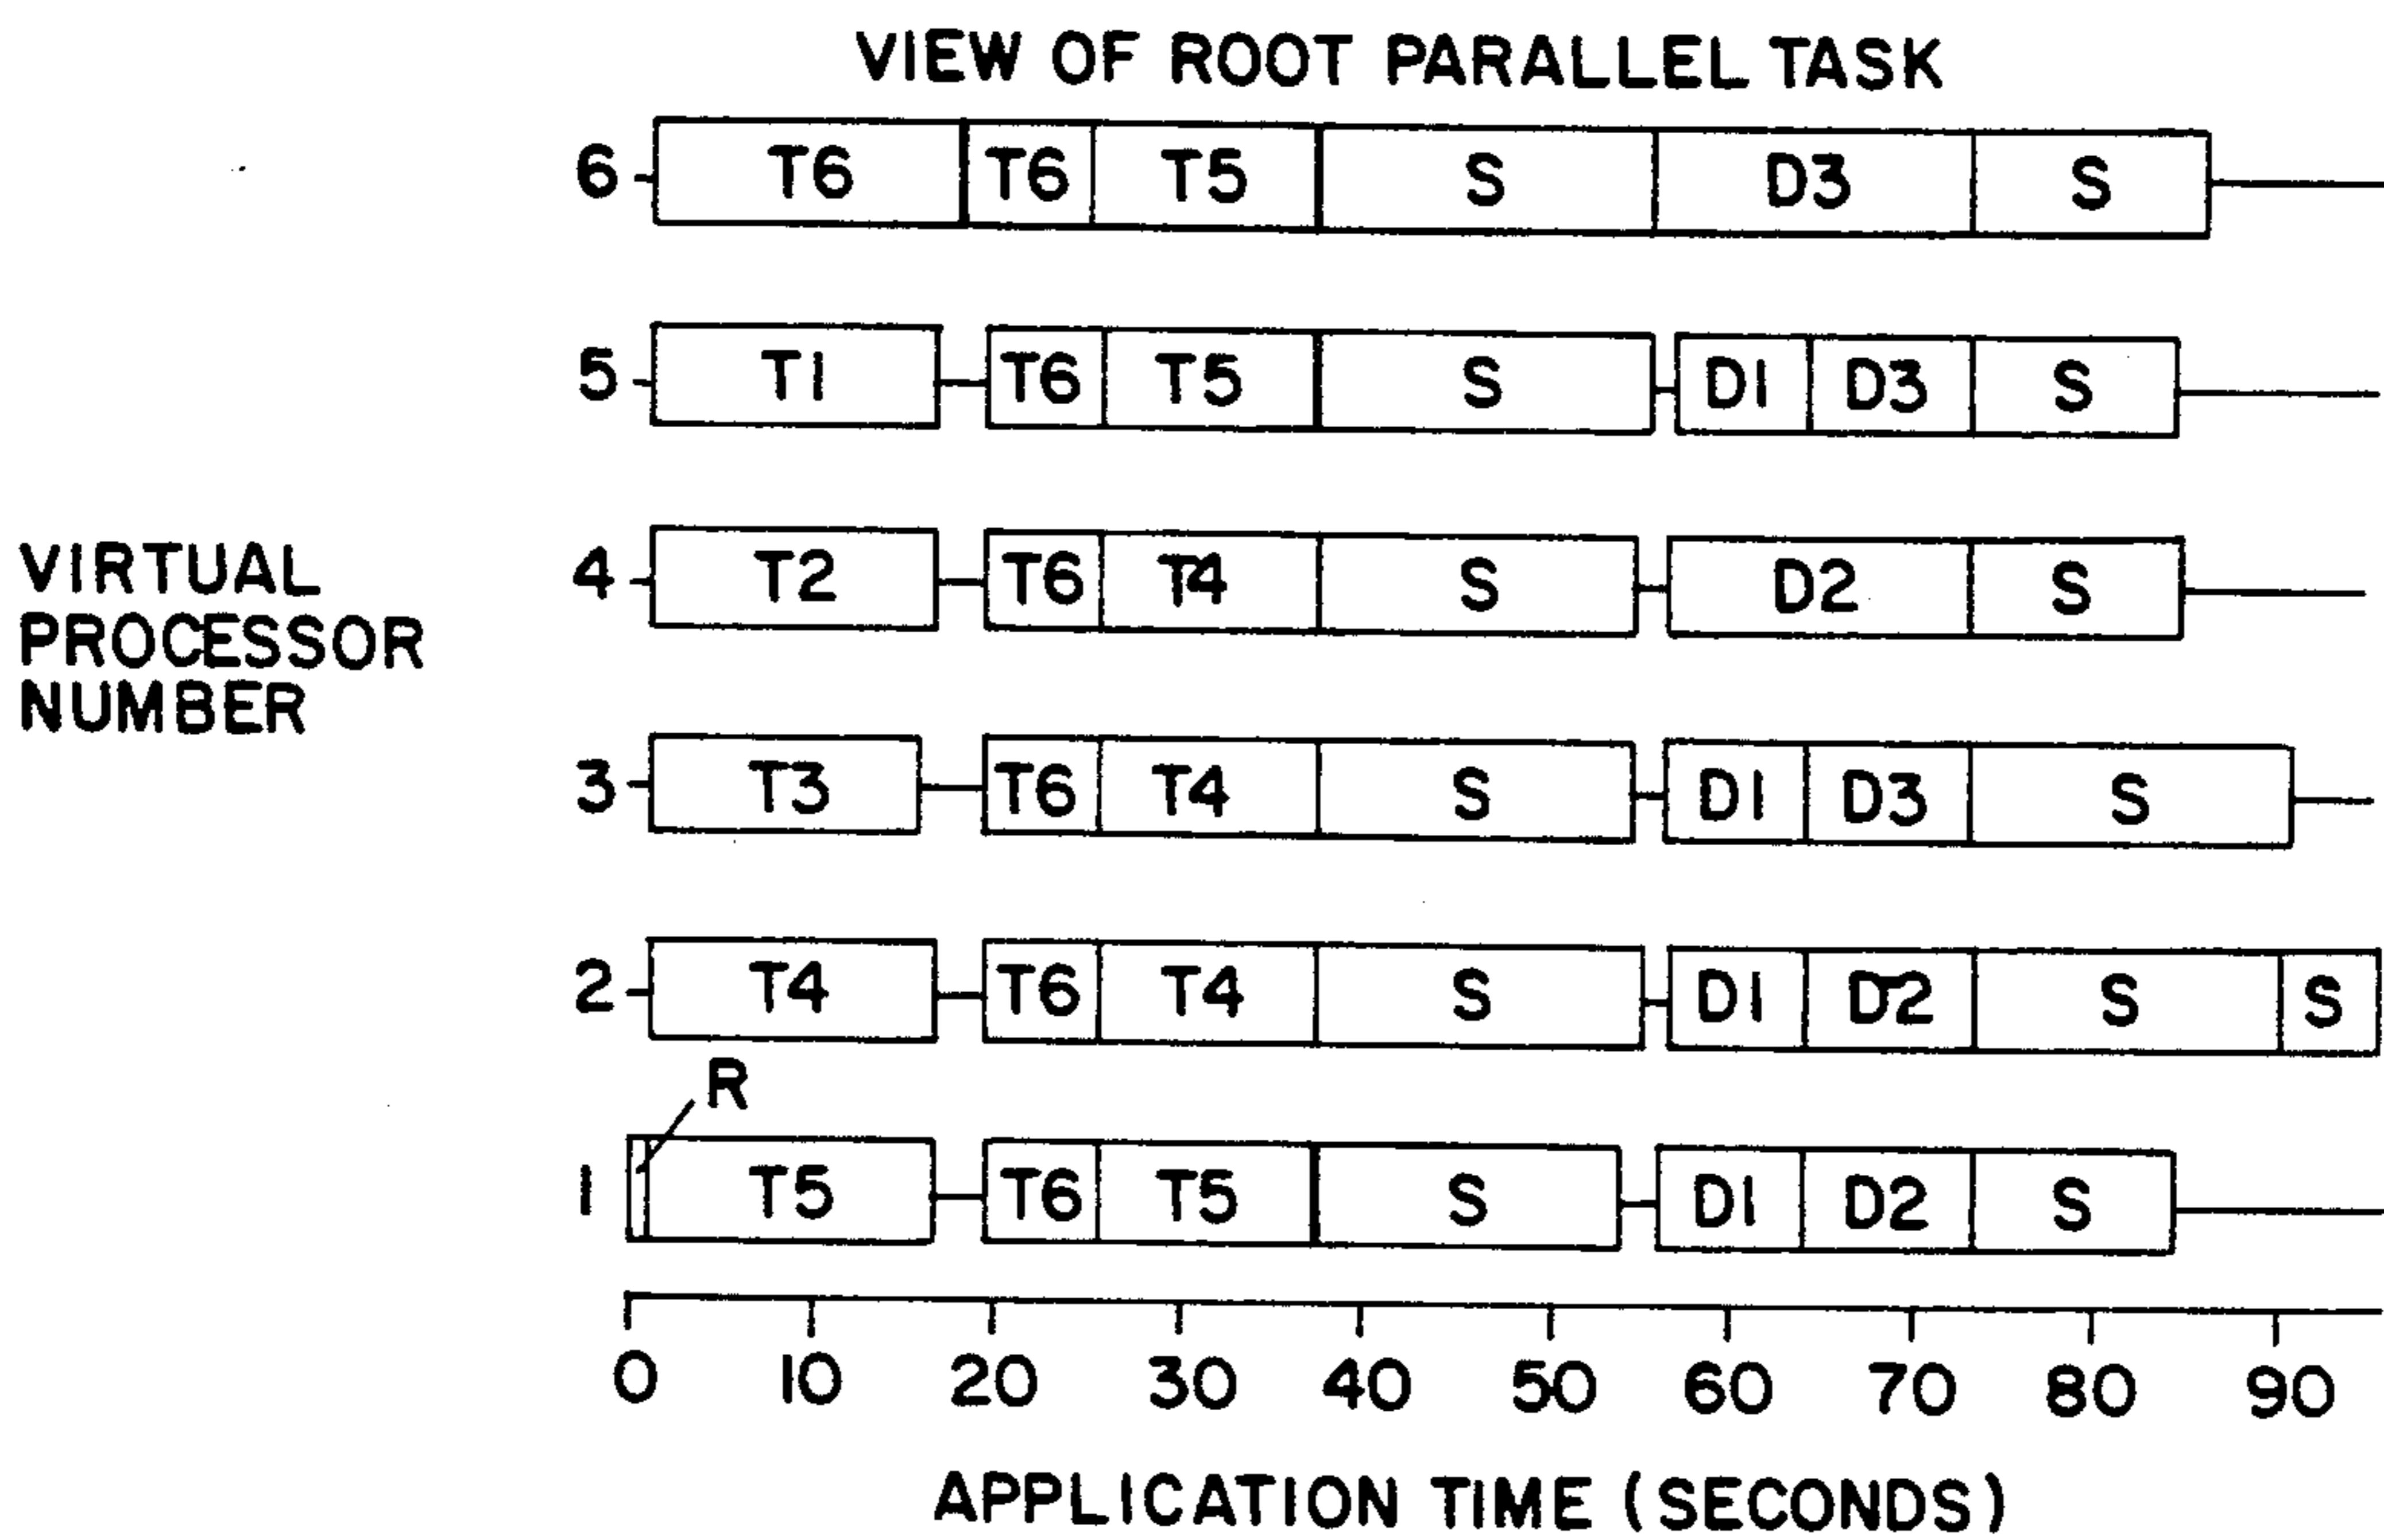 VIEW OF ROOT PARALLEL TASK
6 T6 T6 T5 S D3 S
5 T1 T6 T5 S D1 D3 S
4 T2 T6 T4 S D2 S
VIRTUAL
PROCESSOR
NUMBER
3 T3 T6 T4 S D1 D3 S
2 T4 T6 T4 S D1 D2 S S
R
1 T5 T6 T5 S D1 D2 S
0 10 20 30 40 50 60 70 80 90
APPLICATION TIME (SECONDS)